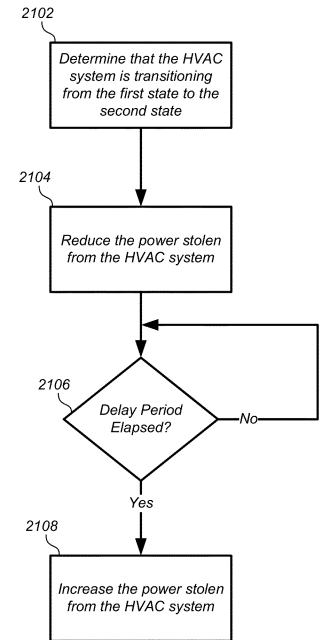 2102
Determine that the HVAC
system is transitioning
from the first state to the
second state
2104
Reduce the power stolen
from the HVAC system
2106
Delay Period
Elapsed?
No
Yes
2108
Increase the power stolen
from the HVAC system